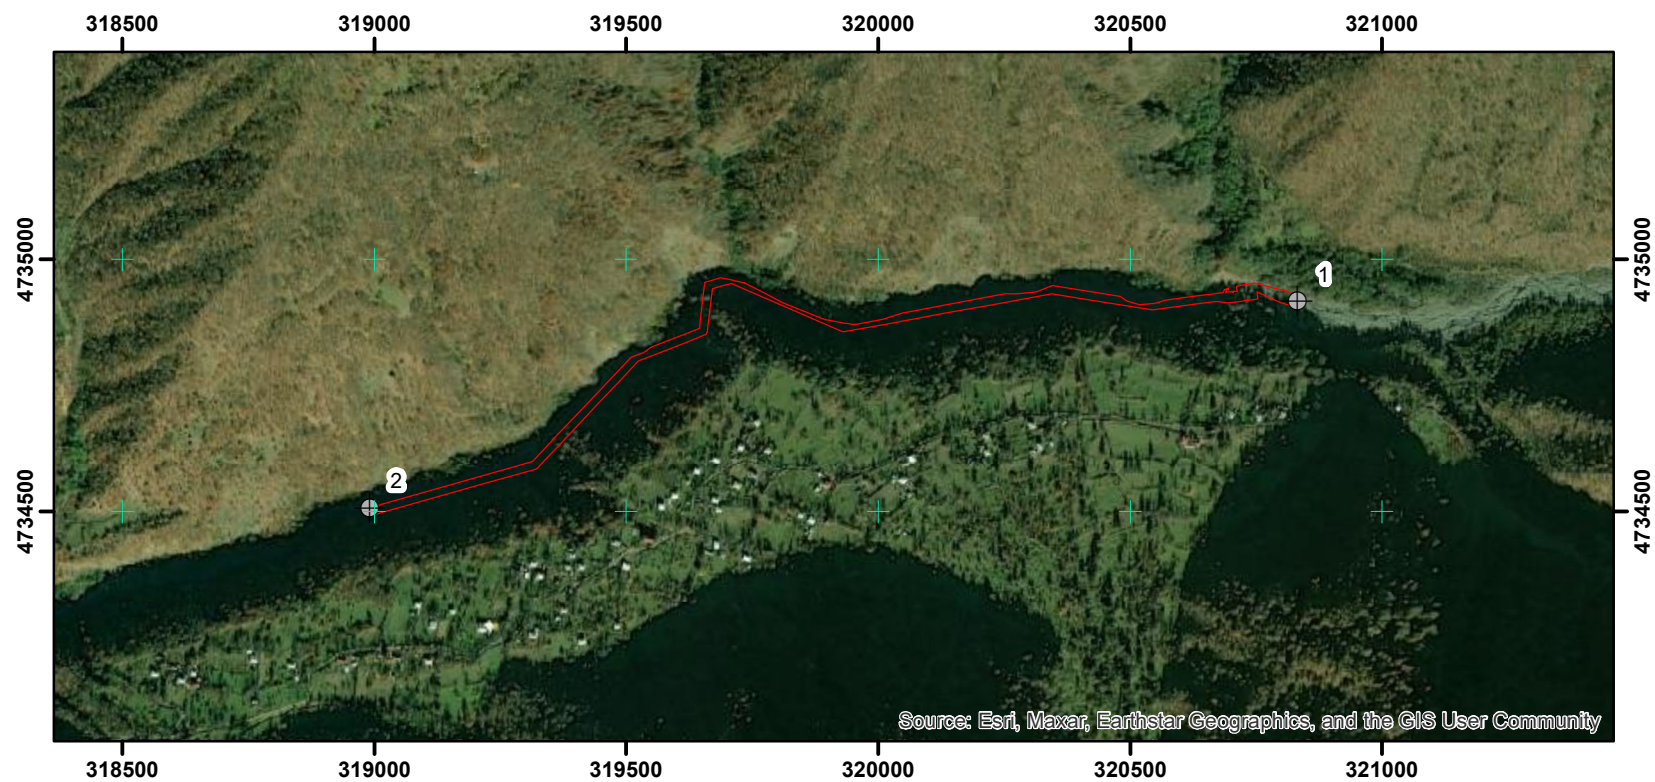 318500 319000 319500 320000 320500 321000
4735000 4735000
1
2
4734500 4734500
Source: Esri, Maxar, Earthstar Geographics, and the GIS User Community
318500 319000 319500 320000 320500 321000